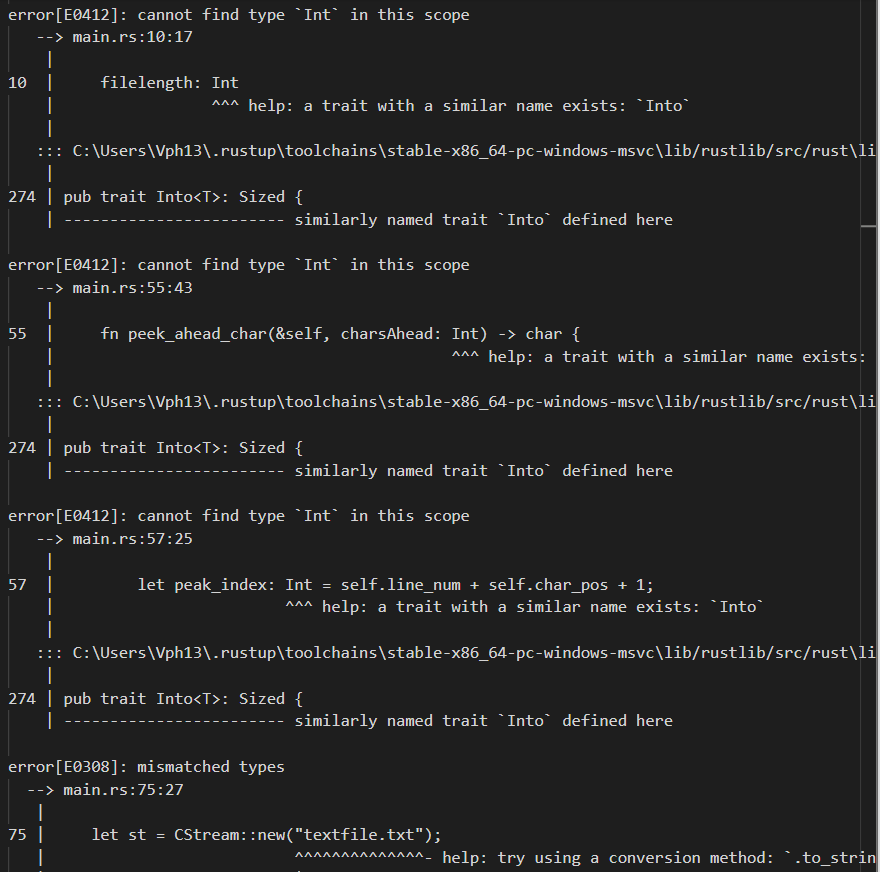 error[E0412]: cannot find type `Int` in this scope
--> main.rs:10:17
|
10 | filelength: Int
| ^^^ help: a trait with a similar name exists: `Into`
|
::: C:\Users\Vph13\.rustup\toolchains\stable-x86_64-pc-windows-msvc\lib/rustlib/src/rust\li
|
274 | pub trait Into<T>: Sized {
| ------------------------ similarly named trait `Into` defined here
error[E0412]: cannot find type `Int` in this scope
--> main.rs:55:43
|
55 | fn peek_ahead_char(&self, charsAhead: Int) -> char {
| ^^^ help: a trait with a similar name exists:
|
::: C:\Users\Vph13\.rustup\toolchains\stable-x86_64-pc-windows-msvc\lib/rustlib/src/rust\li
|
274 | pub trait Into<T>: Sized {
| ------------------------ similarly named trait `Into` defined here
error[E0412]: cannot find type `Int` in this scope
--> main.rs:57:25
|
57 | let peak_index: Int = self.line_num + self.char_pos + 1;
| ^^^ help: a trait with a similar name exists: `Into`
|
::: C:\Users\Vph13\.rustup\toolchains\stable-x86_64-pc-windows-msvc\lib/rustlib/src/rust\li
|
274 | pub trait Into<T>: Sized {
| ------------------------ similarly named trait `Into` defined here
error[E0308]: mismatched types
--> main.rs:75:27
|
75 | let st = CStream::new("textfile.txt");
| ^^^^^^^^^^^^^^- help: try using a conversion method: `.to_strin